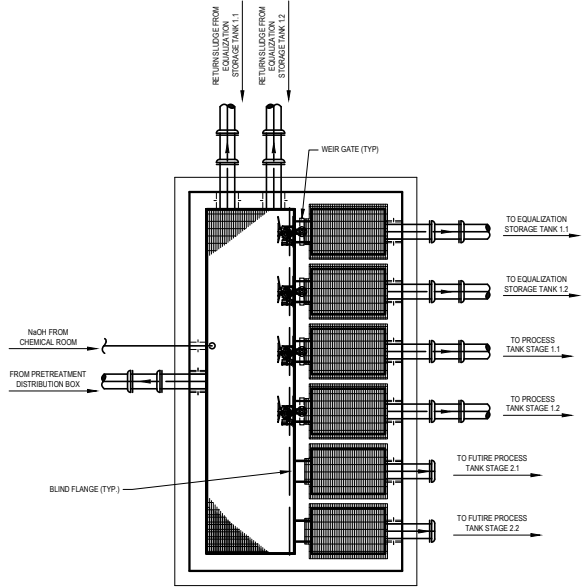 RETURN SLUDGE FROM
EQUALIZATION
STORAGE TANK 1.1
RETURN SLUDGE FROM
EQUALIZATION
STORAGE TANK 1.2
WEIR GATE (TYP)
TO EQUALIZATION
STORAGE TANK 1.1
TO EQUALIZATION
STORAGE TANK 1.2
NaOH FROM
CHEMICAL ROOM
TO PROCESS
TANK STAGE 1.1
FROM PRETREATMENT
DISTRIBUTION BOX
TO PROCESS
TANK STAGE 1.2
TO FUTIRE PROCESS
TANK STAGE 2.1
BLIND FLANGE (TYP.)
TO FUTIRE PROCESS
TANK STAGE 2.2